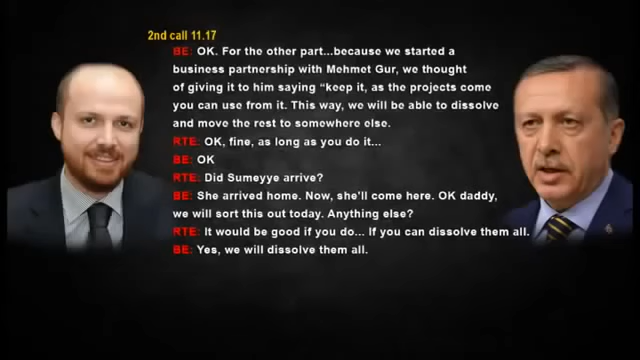 2nd call 11.17
BE: OK. For the other part...because we started a
business partnership with Mehmet Gur, we thought
of giving it to him saying “keep it, as the projects come
you can use from it. This way, we will be able to dissolve
and move the rest to somewhere else.
RTE: OK, fine, as long as you do it...
BE: OK
RTE: Did Sumeyye arrive?
BE: She arrived home. Now, she'll come here. OK daddy,
we will sort this out today. Anything else?
RTE: It would be good if you do... If you can dissolve them all.
BE: Yes, we will dissolve them all.